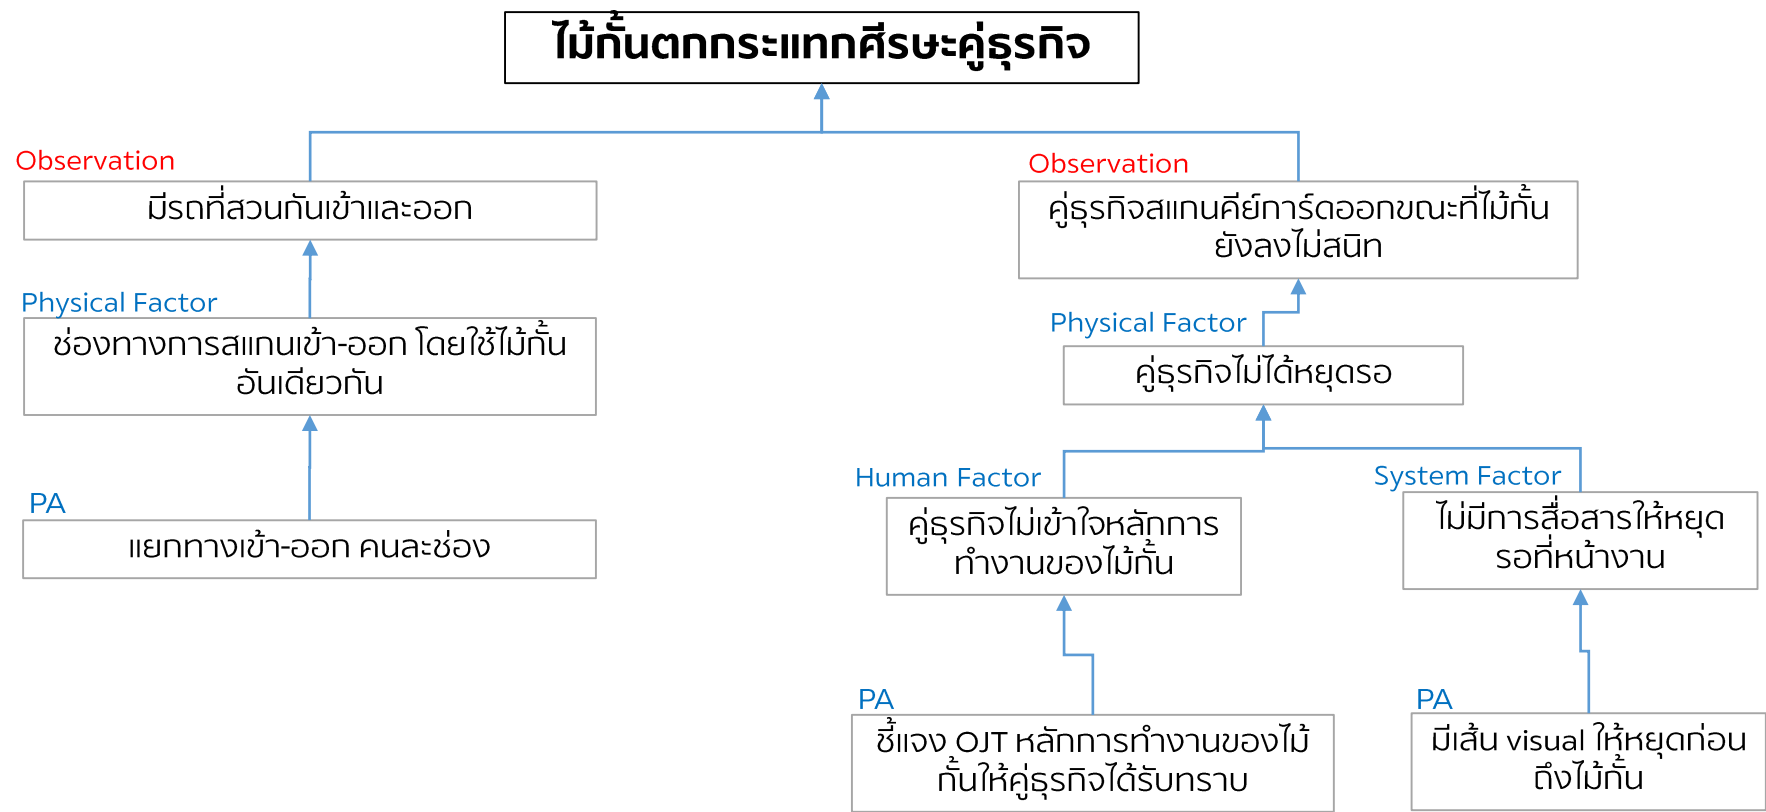 ไม้กั้นตกกระแทกศีรษะคู่ธุรกิจ
Observation
มีรถที่สวนกันเข้าและออก
Physical Factor
ช่องทางการสแกนเข้า-ออก โดยใช้ไม้กั้น
อันเดียวกัน
PA
แยกทางเข้า-ออก คนละช่อง
Observation
คู่ธุรกิจสแกนคีย์การ์ดออกขณะที่ไม้กั้น
ยังลงไม่สนิท
Physical Factor
คู่ธุรกิจไม่ได้หยุดรอ
Human Factor
คู่ธุรกิจไม่เข้าใจหลักการ
ทำงานของไม้กั้น
PA
ชี้แจง OJT หลักการทำงานของไม้
กั้นให้คู่ธุรกิจได้รับทราบ
System Factor
ไม่มีการสื่อสารให้หยุด
รอที่หน้างาน
PA
มีเส้น visual ให้หยุดก่อน
ถึงไม้กั้น